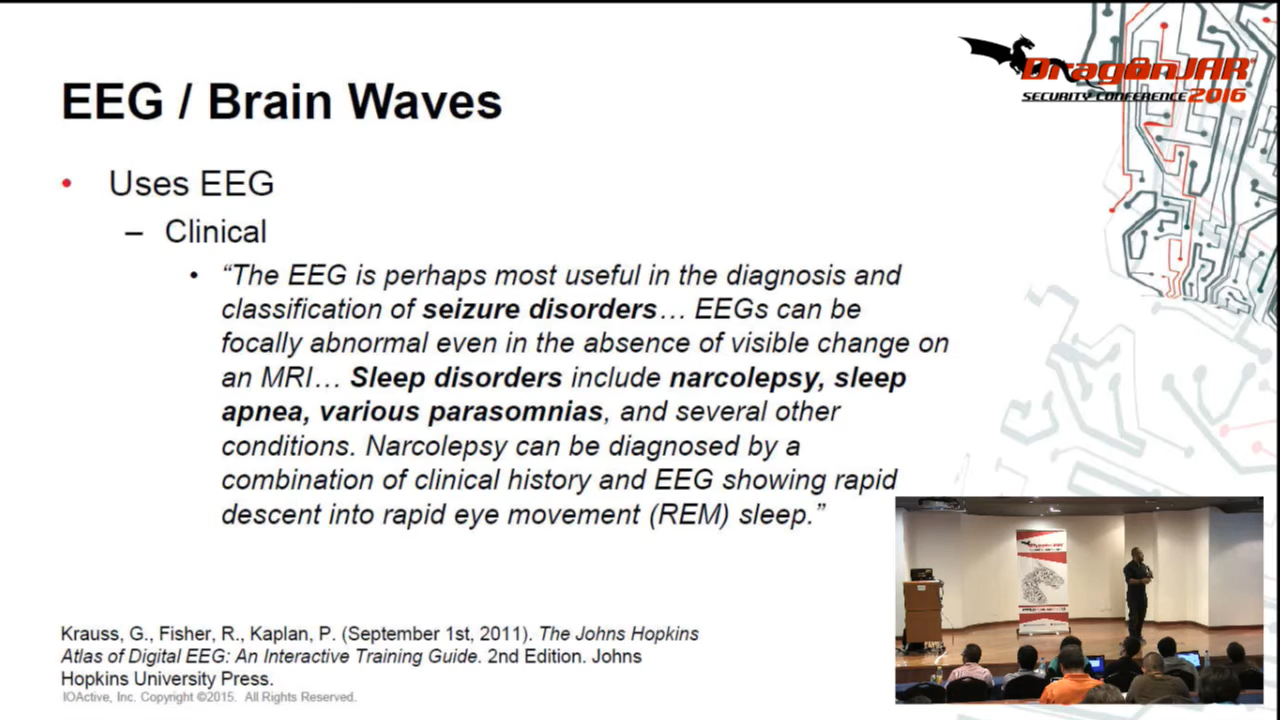 DragonJAR
SECURITY CONFERENCE 2016
EEG / Brain Waves
• Uses EEG
– Clinical
• “The EEG is perhaps most useful in the diagnosis and
classification of seizure disorders… EEGs can be
focally abnormal even in the absence of visible change on
an MRI… Sleep disorders include narcolepsy, sleep
apnea, various parasomnias, and several other
conditions. Narcolepsy can be diagnosed by a
combination of clinical history and EEG showing rapid
descent into rapid eye movement (REM) sleep.”
Krauss, G., Fisher, R., Kaplan, P. (September 1st, 2011). The Johns Hopkins
Atlas of Digital EEG: An Interactive Training Guide. 2nd Edition. Johns
Hopkins University Press.
IOActive, Inc. Copyright ©2015. All Rights Reserved.